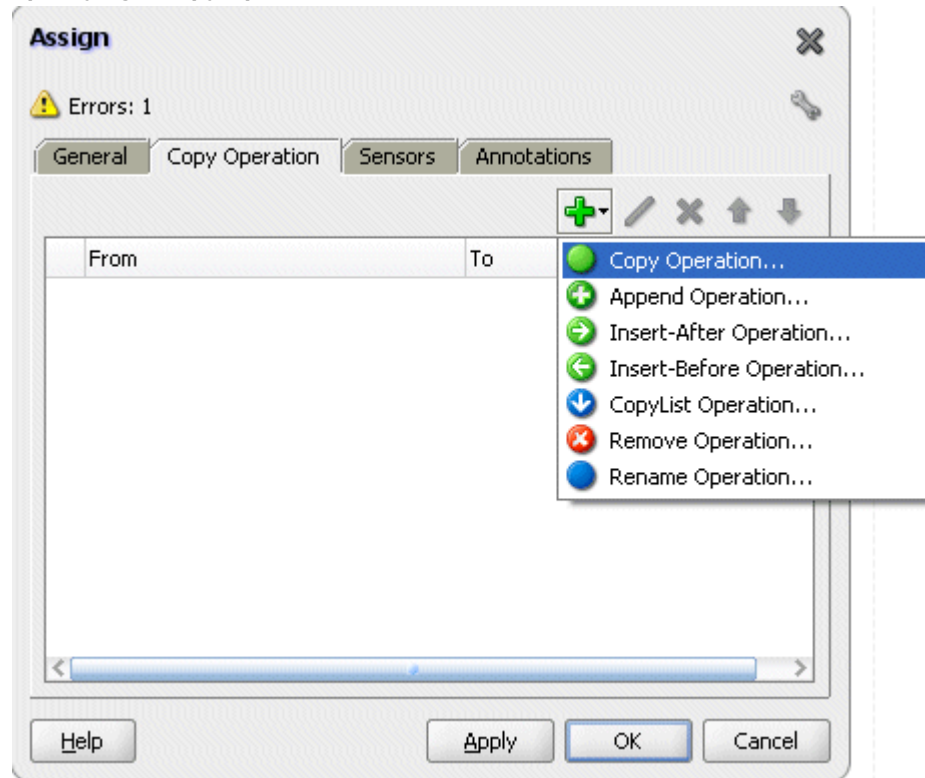 Assign
Errors: 1
General Copy Operation Sensors Annotations
From To
Copy Operation...
Append Operation...
Insert-After Operation...
Insert-Before Operation...
CopyList Operation...
Remove Operation...
Rename Operation...
Help Apply OK Cancel